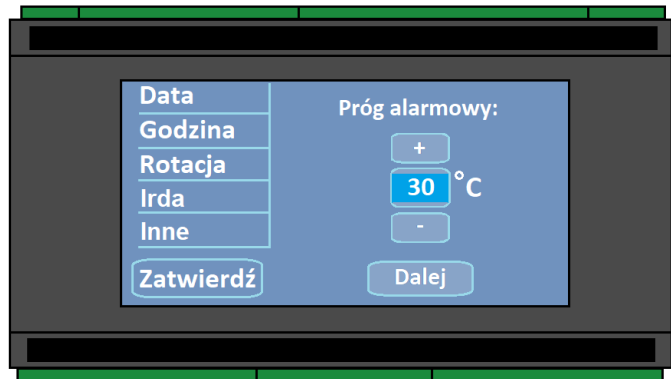 Data
Godzina
Rotacja
Irda
Inne
Zatwierdź
Próg alarmowy:
+
30 °C
-
Dalej